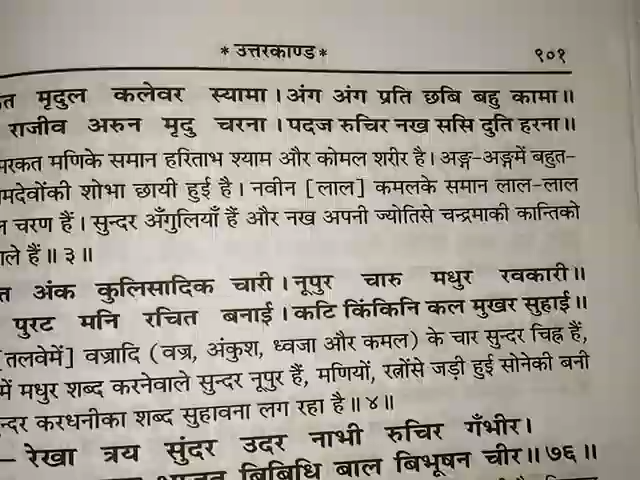 * उत्तरकाण्ड * १०१
मृदुल कलेवर स्यामा। अंग अंग प्रति छबि बहु कामा॥
राजीव अरुन मृदु चरना। पदज रुचिर नख ससि दुति हरना॥
मरकत मणिके समान हरिताभ श्याम और कोमल शरीर है। अङ्ग-अङ्गमें बहुत-
मदेवोंकी शोभा छायी हुई है। नवीन [लाल] कमलके समान लाल-लाल
चरण हैं। सुन्दर अँगुलियाँ हैं और नख अपनी ज्योतिसे चन्द्रमाकी कान्तिको
वाले हैं॥ ३॥
अंक कुलिसादिक चारी। नूपुर चारु मधुर रवकारी॥
पुरट मनि रचित बनाई। कटि किंकिनि कल मुखर सुहाई॥
[तलवेमें] वज्रादि (वज्र, अंकुश, ध्वजा और कमल) के चार सुन्दर चिह्न हैं,
में मधुर शब्द करनेवाले सुन्दर नूपुर हैं, मणियों, रत्नोंसे जड़ी हुई सोनेकी बनी
न्दर करधनीका शब्द सुहावना लग रहा है॥ ४॥
— रेखा त्रय सुंदर उदर नाभी रुचिर गँभीर।
बिबिधि बाल बिभूषन चीर॥ ७६॥